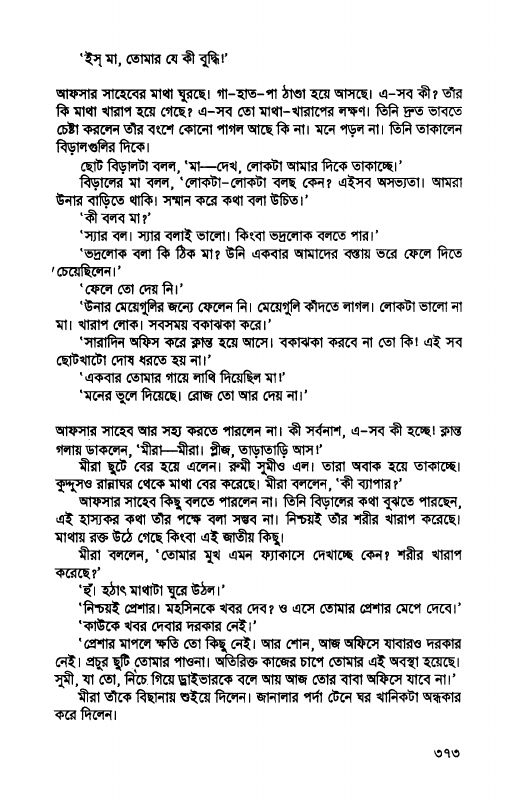 ‘ইস্ মা, তোমার যে কী বুদ্ধি!’
আফসার সাহেবের মাথা ঘুরছে। গা-হাত-পা ঠাণ্ডা হয়ে আসছে। এ-সব কী? তাঁর
কি মাথা খারাপ হয়ে গেছে? এ-সব তো মাথা-খারাপের লক্ষণ। তিনি দ্রুত ভাবতে
চেষ্টা করলেন তাঁর বংশে কোনো পাগল আছে কি না। মনে পড়ল না। তিনি তাকালেন
বিড়ালগুলির দিকে।
ছোট বিড়ালটা বলল, ‘মা—দেখ, লোকটা আমার দিকে তাকাচ্ছে।’
বিড়ালের মা বলল, ‘লোকটা-লোকটা বলছ কেন? এইসব অসভ্যতা। আমরা
উনার বাড়িতে থাকি। সম্মান করে কথা বলা উচিত।’
‘কী বলব মা?’
‘স্যার বল। স্যার বলাই ভালো। কিংবা ভদ্রলোক বলতে পার।’
‘ভদ্রলোক বলা কি ঠিক মা? উনি একবার আমাদের বস্তায় ভরে ফেলে দিতে
চেয়েছিলেন।’
‘ফেলে তো দেয় নি।’
‘উনার মেয়েগুলির জন্যে ফেলেন নি। মেয়েগুলি কাঁদতে লাগল। লোকটা ভালো না
মা। খারাপ লোক। সবসময় বকাঝকা করে।’
‘সারাদিন অফিস করে ক্লান্ত হয়ে আসে। বকাঝকা করবে না তো কি! এই সব
ছোটখাটো দোষ ধরতে হয় না।’
‘একবার তোমার গায়ে লাথি দিয়েছিল মা!’
‘মনের ভুলে দিয়েছে। রোজ তো আর দেয় না।’
আফসার সাহেব আর সহ্য করতে পারলেন না। কী সর্বনাশ, এ-সব কী হচ্ছে! ক্লান্ত
গলায় ডাকলেন, ‘মীরা—মীরা। প্লীজ, তাড়াতাড়ি আস!’
মীরা ছুটে বের হয়ে এলেন। রুমী সুমীও এল। তারা অবাক হয়ে তাকাচ্ছে।
কুদ্দুসও রান্নাঘর থেকে মাথা বের করেছে। মীরা বললেন, ‘কী ব্যাপার?’
আফসার সাহেব কিছু বলতে পারলেন না। তিনি বিড়ালের কথা বুঝতে পারছেন,
এই হাস্যকর কথা তাঁর পক্ষে বলা সম্ভব না। নিশ্চয়ই তাঁর শরীর খারাপ করেছে।
মাথায় রক্ত উঠে গেছে কিংবা এই জাতীয় কিছু।
মীরা বললেন, ‘তোমার মুখ এমন ফ্যাকাসে দেখাচ্ছে কেন? শরীর খারাপ
করেছে?’
‘হুঁ। হঠাৎ মাথাটা ঘুরে উঠল।’
‘নিশ্চয়ই প্রেশার। মহসিনকে খবর দেব? ও এসে তোমার প্রেশার মেপে দেবে।’
‘কাউকে খবর দেবার দরকার নেই।’
‘প্রেশার মাপলে ক্ষতি তো কিছু নেই। আর শোন, আজ অফিসে যাবারও দরকার
নেই। প্রচুর ছুটি তোমার পাওনা। অতিরিক্ত কাজের চাপে তোমার এই অবস্থা হয়েছে।
সুমী, যা তো, নিচে গিয়ে ড্রাইভারকে বলে আয় আজ তোর বাবা অফিসে যাবে না।’
মীরা তাঁকে বিছানায় শুইয়ে দিলেন। জানালার পর্দা টেনে ঘর খানিকটা অন্ধকার
করে দিলেন।
৩৭৩